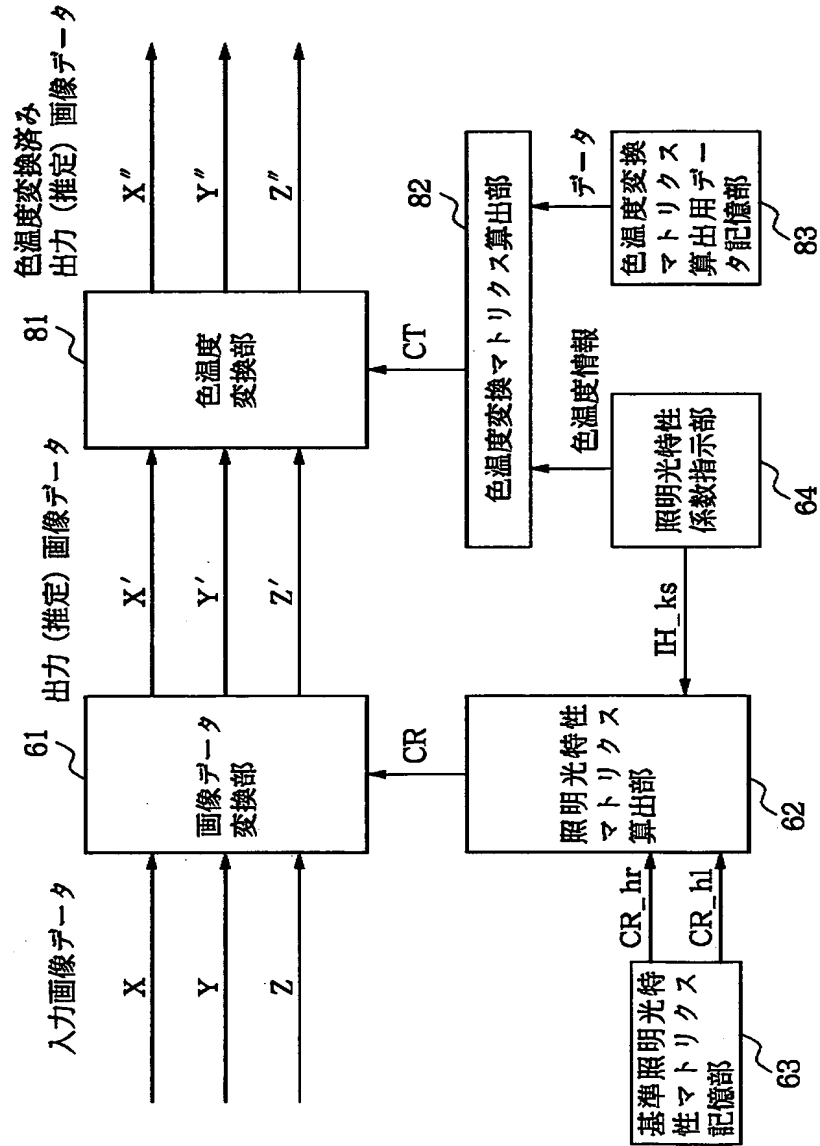 入力画像データ
X
Y
Z
61
画像データ
変換部
出力（推定）画像データ
X′
Y′
Z′
81
色温度
変換部
色温度変換済み
出力（推定）画像データ
X″
Y″
Z″
CR
CT
基準照明光特
性マトリクス
記憶部
63
CR_hr
CR_hl
照明光特性
マトリクス
算出部
62
IH_ks
照明光特性
係数指示部
64
色温度情報
色温度変換マトリクス算出部
82
データ
色温度変換
マトリクス
算出用デー
タ記憶部
83